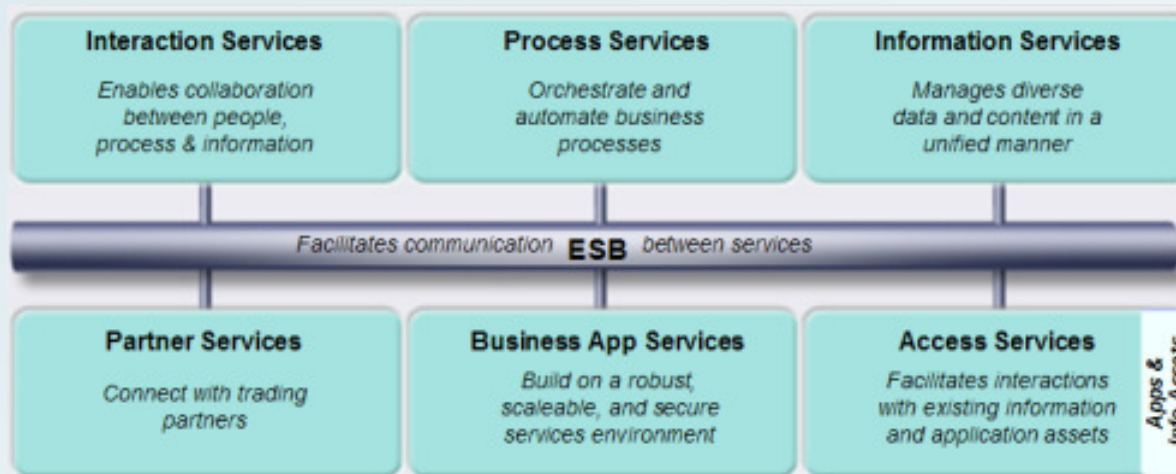 Interaction Services
Enables collaboration
between people,
process & information
Process Services
Orchestrate and
automate business
processes
Information Services
Manages diverse
data and content in a
unified manner
Facilitates communication ESB between services
Partner Services
Connect with trading
partners
Business App Services
Build on a robust,
scaleable, and secure
services environment
Access Services
Facilitates interactions
with existing information
and application assets
Apps &
Info Assets